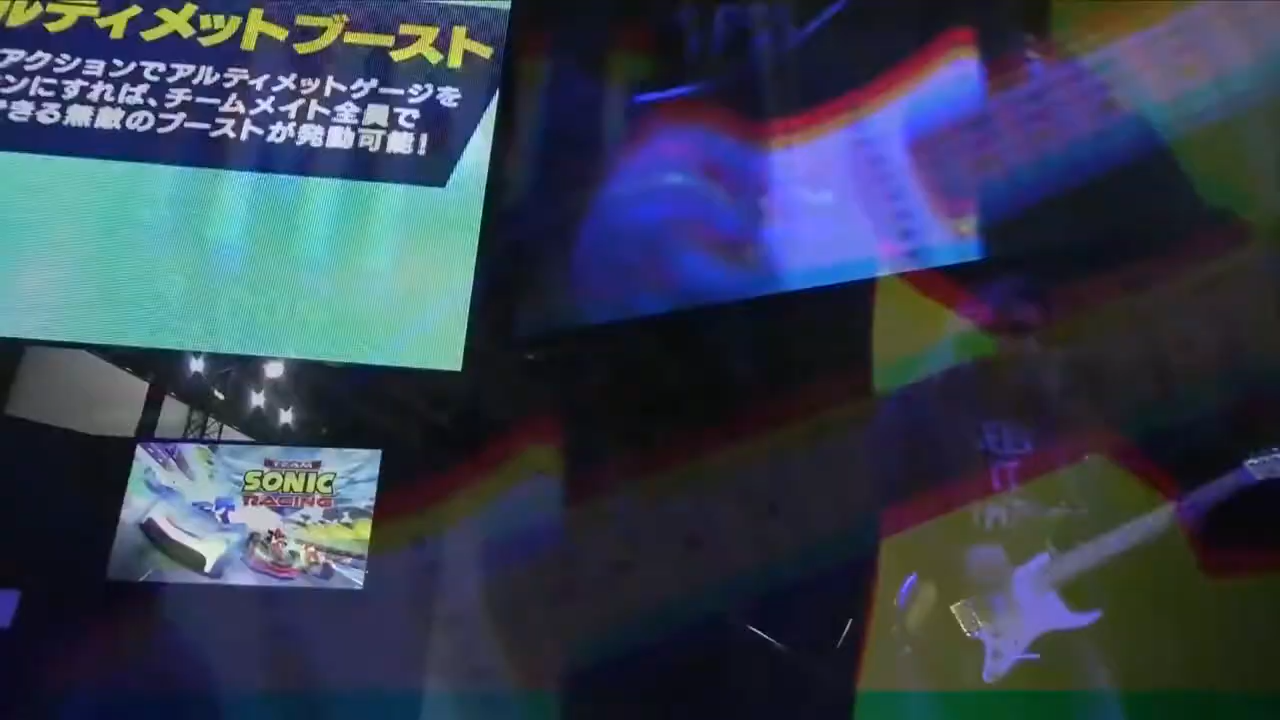 ルティメットブースト
アクションでアルティメットゲージを
ンにすれば、チームメイト全員で
できる無敵のブーストが発動可能!
TEAM
SONIC
RACING